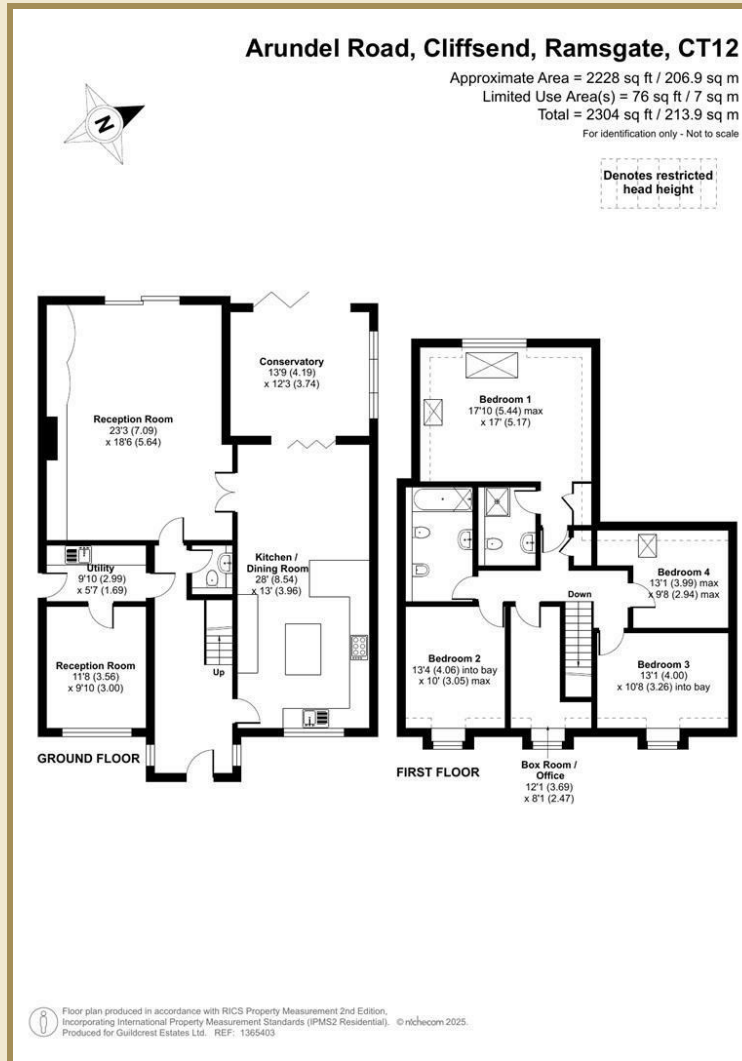 Arundel Road, Cliffsend, Ramsgate, CT12
Approximate Area = 2228 sq ft / 206.9 sq m
Limited Use Area(s) = 76 sq ft / 7 sq m
Total = 2304 sq ft / 213.9 sq m
For identification only - Not to scale
N
Denotes restricted
head height
Conservatory
13'9 (4.19)
x 12'3 (3.74)
Reception Room
23'3 (7.09)
x 18'6 (5.64)
Kitchen /
Dining Room
28' (8.54)
x 13' (3.96)
Utility
9'10 (2.99)
x 5'7 (1.69)
Reception Room
11'8 (3.56)
x 9'10 (3.00)
Up
GROUND FLOOR
Bedroom 1
17'10 (5.44) max
x 17' (5.17)
Bedroom 4
13'1 (3.99) max
x 9'8 (2.94) max
Down
Bedroom 2
13'4 (4.06) into bay
x 10' (3.05) max
Bedroom 3
13'1 (4.00)
x 10'8 (3.26) into bay
Box Room /
Office
12'1 (3.69)
x 8'1 (2.47)
FIRST FLOOR
Floor plan produced in accordance with RICS Property Measurement 2nd Edition,
Incorporating International Property Measurement Standards (IPMS2 Residential). © nichecom 2025.
Produced for Guildcrest Estates Ltd. REF: 1365403